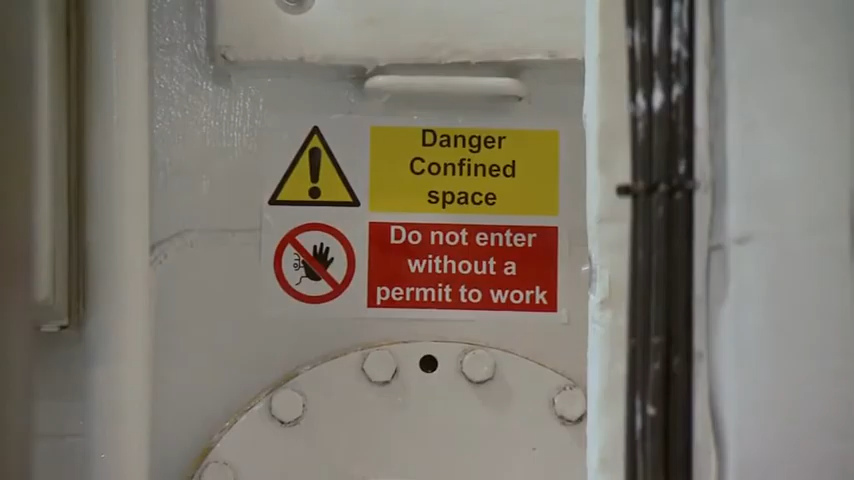 Danger
Confined
space
Do not enter
without a
permit to work